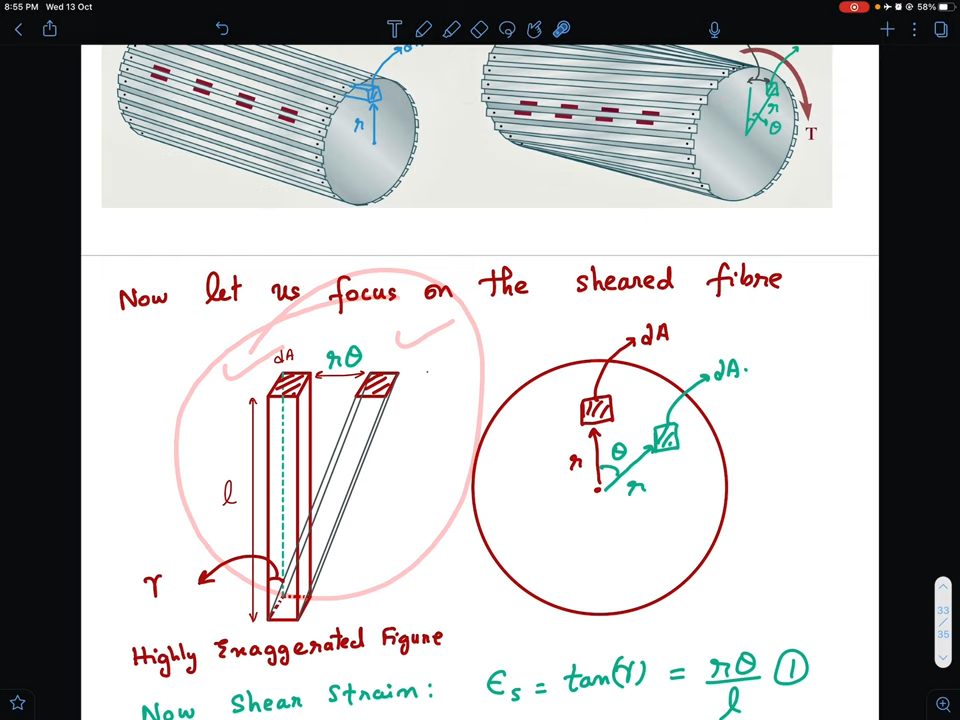 8:55 PM Wed 13 Oct
58%
T
r
r
θ
T
Now let us focus on the sheared fibre
dA
rθ
dA
dA.
l
θ
r
r
γ
33
/
35
Highly Exaggerated Figure
Now Shear Strain: ϵs = tan(γ) = rθ/l ①